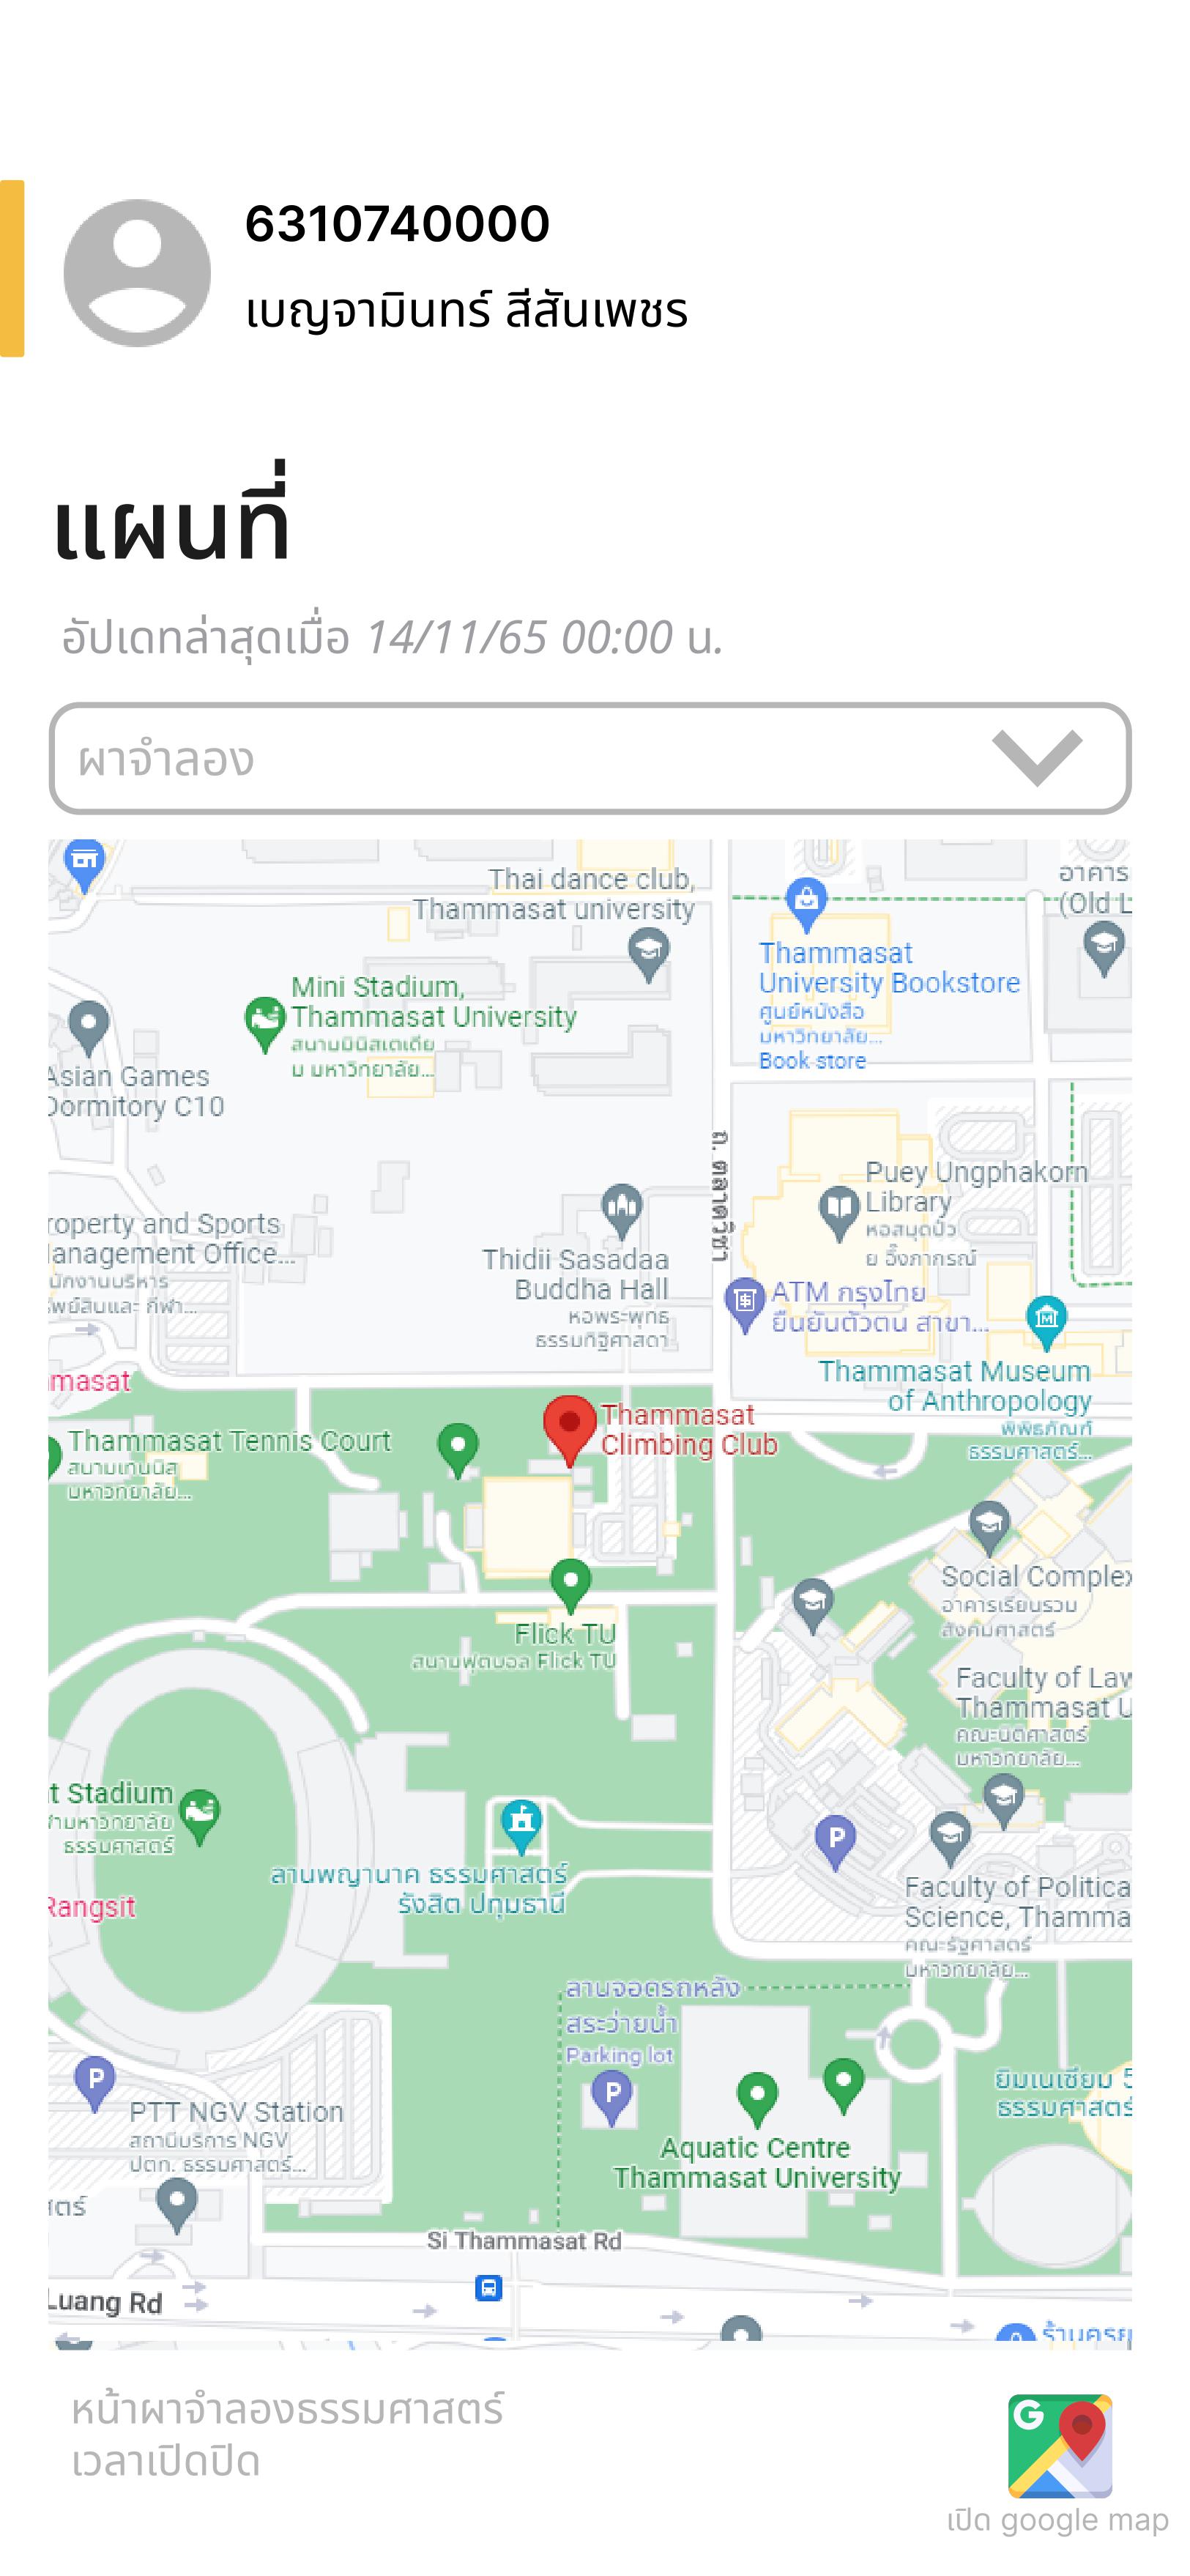 6310740000
เบญจามินทร์ สีสันเพชร
แผนที่
อัปเดทล่าสุดเมื่อ 14/11/65 00:00 น.
ผาจำลอง
Thai dance club,
Thammasat university
อาคาร
(Old L
Thammasat
University Bookstore
ศูนย์หนังสือ
มหาวิทยาลัย...
Book store
Mini Stadium,
Thammasat University
สนามมินิสเตเดีย
ม มหาวิทยาลัย...
Asian Games
Dormitory C10
ถ. ตลาดวิชา
Puey Ungphakorn
Library
หอสมุดป๋ว
ย อึ๊งภากรณ์
roperty and Sports
anagement Office...
นักงานบริหาร
พย์สินและ กีฬา...
Thidii Sasadaa
Buddha Hall
หอพระพุทธ
ธรรมทิฐิศาสดา
ATM กรุงไทย
ยืนยันตัวตน สาขา...
Thammasat Museum
of Anthropology
พิพิธภัณฑ์
ธรรมศาสตร์...
masat
Thammasat
Climbing Club
Thammasat Tennis Court
สนามเทนนิส
มหาวิทยาลัย...
Social Complex
อาคารเรียนรวม
สังคมศาสตร์
Flick TU
สนามฟุตบอล Flick TU
Faculty of Law
Thammasat U
คณะนิติศาสตร์
มหาวิทยาลัย...
t Stadium
มหาวิทยาลัย
ธรรมศาสตร์
P
ลานพญานาค ธรรมศาสตร์
รังสิต ปทุมธานี
Rangsit
Faculty of Politica
Science, Thamma
คณะรัฐศาสตร์
มหาวิทยาลัย...
ลานจอดรถหลัง
สระว่ายน้ำ
Parking lot
P
P
ยิมเนเซียม 5
ธรรมศาสตร์
PTT NGV Station
สถานีบริการ NGV
ปตท. ธรรมศาสตร์...
Aquatic Centre
Thammasat University
สตร์
Si Thammasat Rd
Luang Rd
หน้าผาจำลองธรรมศาสตร์
เวลาเปิดปิด
G
เปิด google map